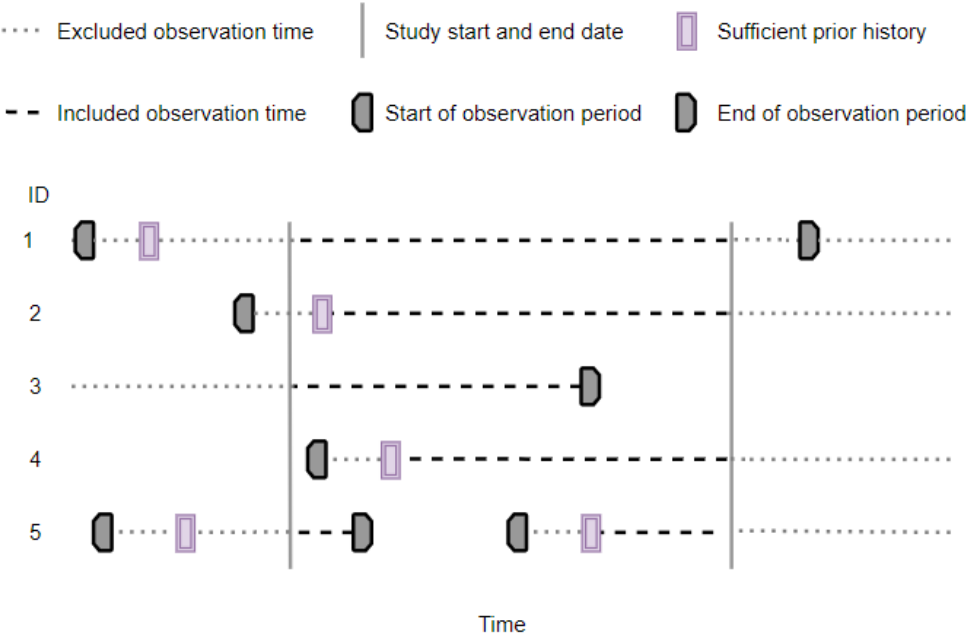 Excluded observation time
Study start and end date
Sufficient prior history
Included observation time
Start of observation period
End of observation period
ID
1
2
3
4
5
Time